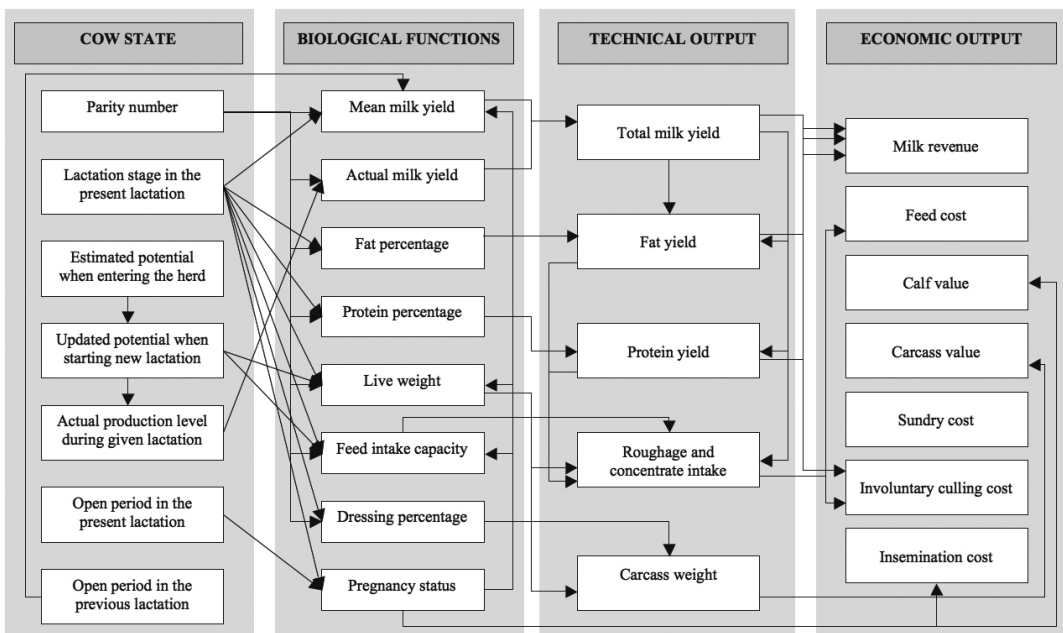 COW STATE
Parity number
Lactation stage in the
present lactation
Estimated potential
when entering the herd
Updated potential when
starting new lactation
Actual production level
during given lactation
Open period in the
present lactation
Open period in the
previous lactation
BIOLOGICAL FUNCTIONS
Mean milk yield
Actual milk yield
Fat percentage
Protein percentage
Live weight
Feed intake capacity
Dressing percentage
Pregnancy status
TECHNICAL OUTPUT
Total milk yield
Fat yield
Protein yield
Roughage and
concentrate intake
Carcass weight
ECONOMIC OUTPUT
Milk revenue
Feed cost
Calf value
Carcass value
Sundry cost
Involuntary culling cost
Insemination cost